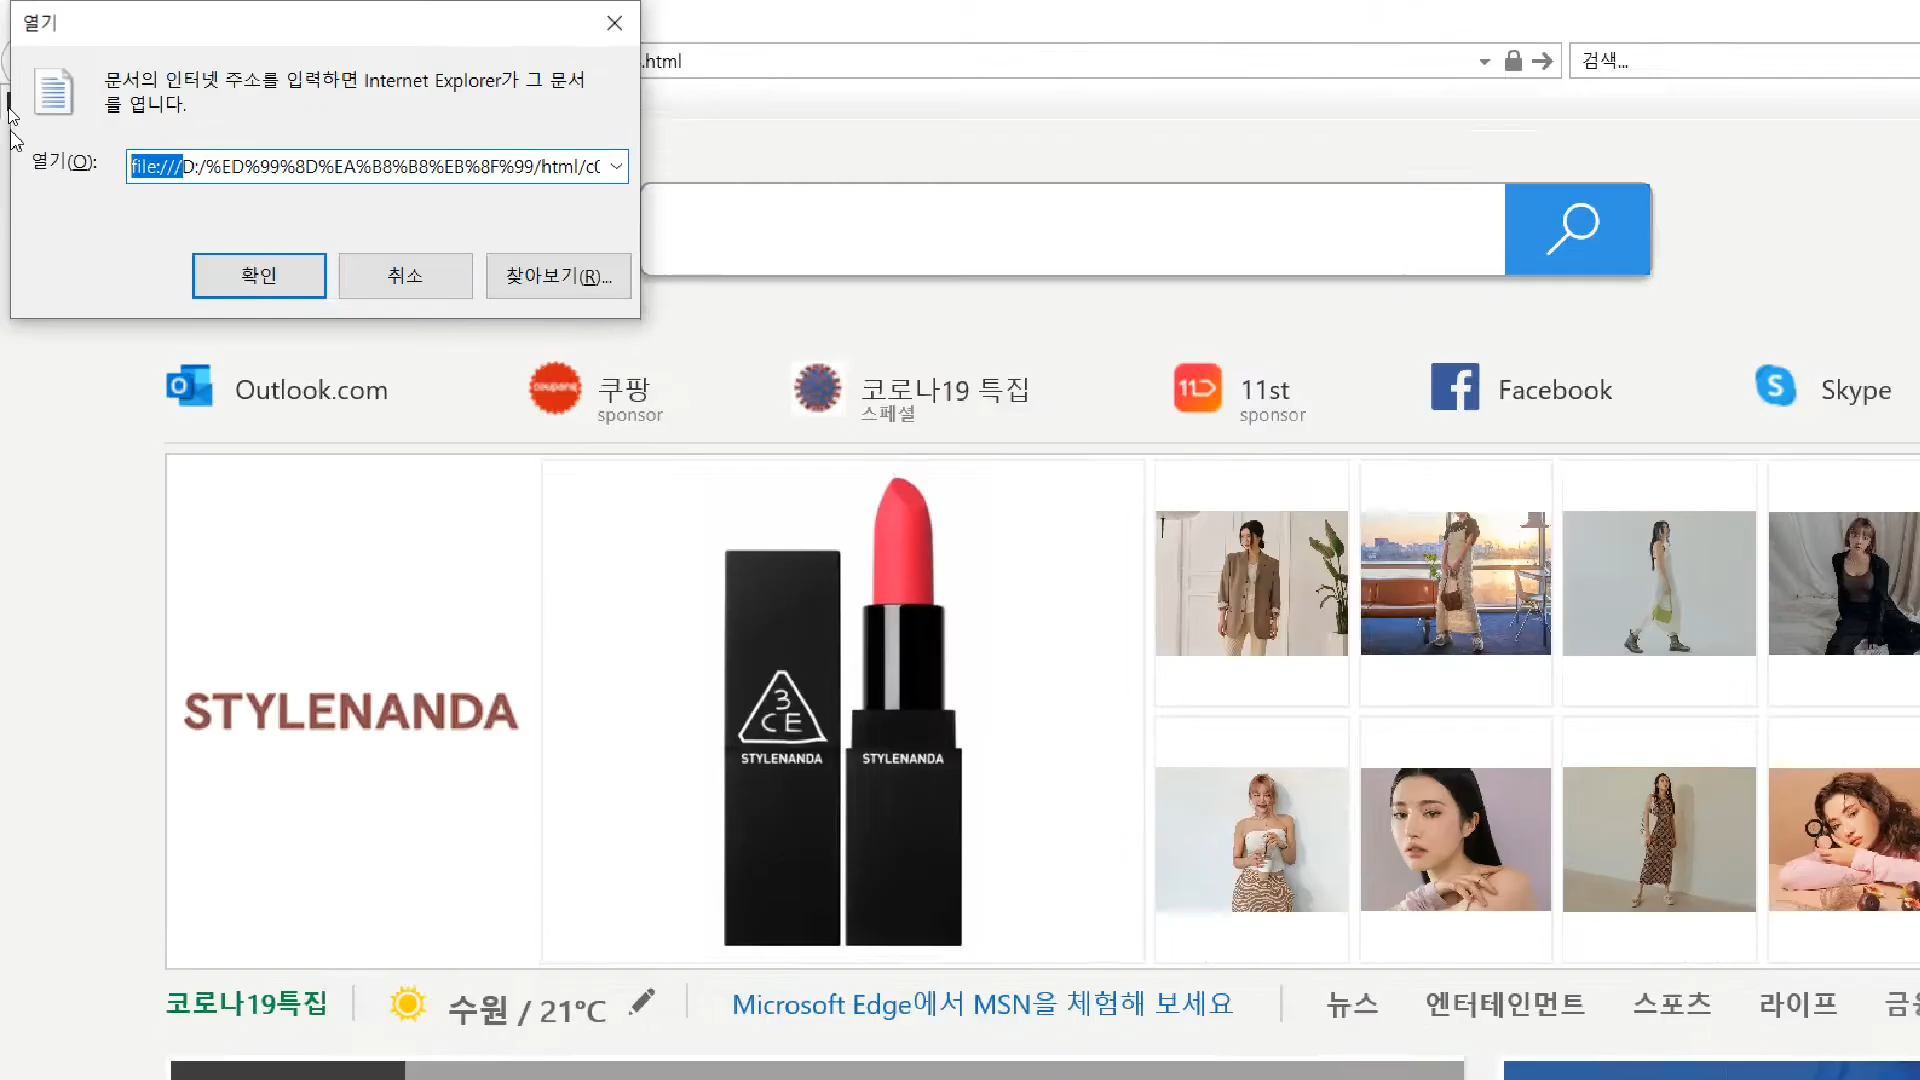 열기
문서의 인터넷 주소를 입력하면 Internet Explorer가 그 문서
를 엽니다.
열기(O):
file:///D:/%ED%99%8D%EA%B8%B8%EB%8F%99/html/c0
확인
취소
찾아보기(R)...
.html
검색...
Outlook.com
coupang
쿠팡
sponsor
코로나19 특집
스페셜
11
11st
sponsor
Facebook
Skype
STYLENANDA
3
CE
STYLENANDA
STYLENANDA
코로나19특집
수원 / 21°C
Microsoft Edge에서 MSN을 체험해 보세요
뉴스
엔터테인먼트
스포츠
라이프